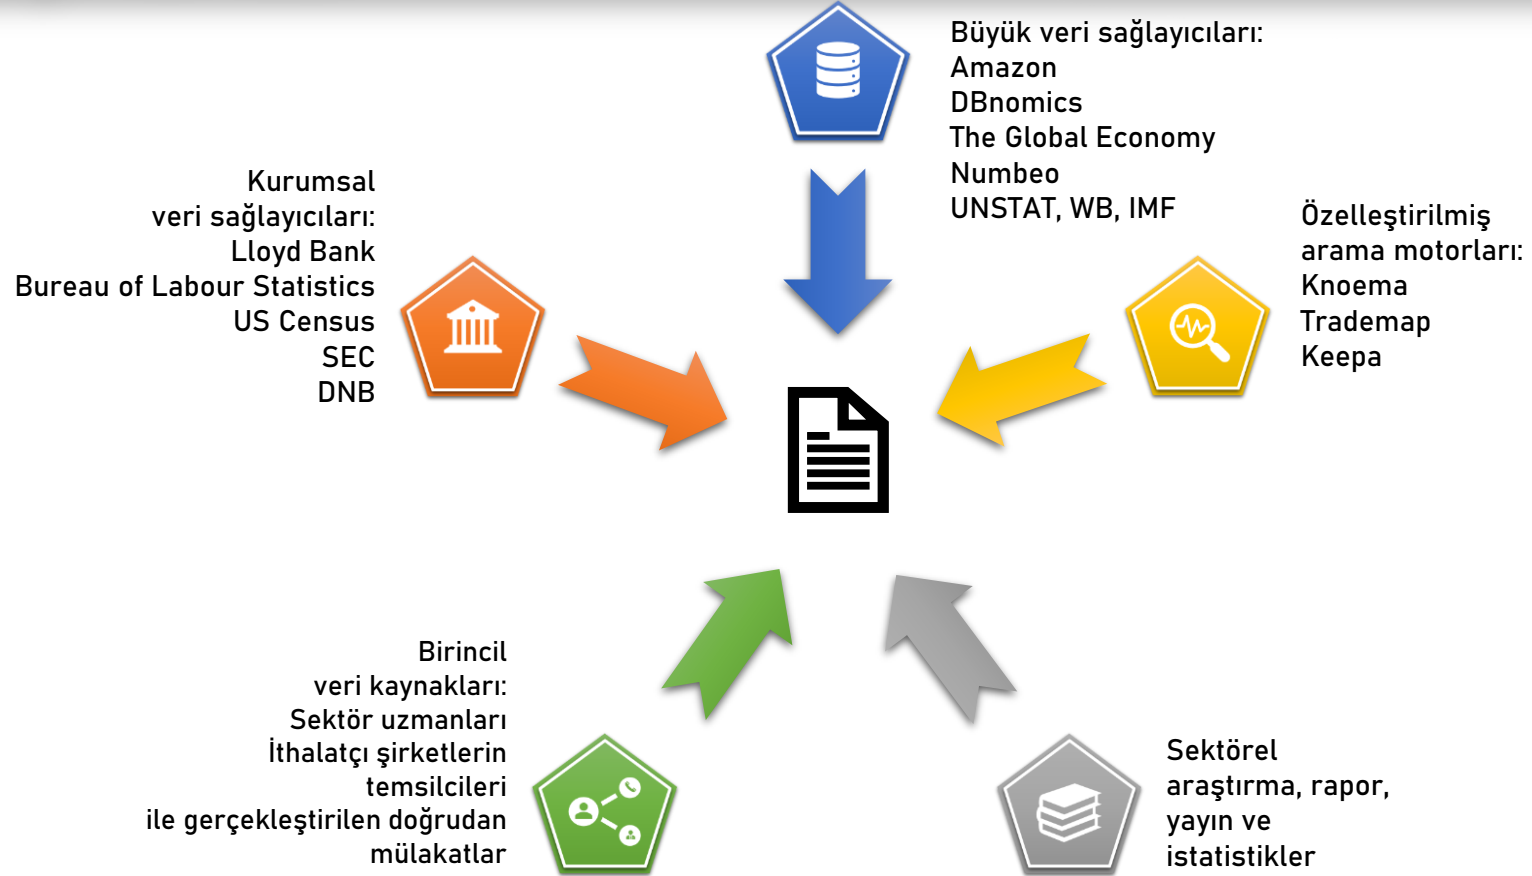 Büyük veri sağlayıcıları:
Amazon
DBnomics
The Global Economy
Numbeo
UNSTAT, WB, IMF
Kurumsal
veri sağlayıcıları:
Lloyd Bank
Bureau of Labour Statistics
US Census
SEC
DNB
Özelleştirilmiş
arama motorları:
Knoema
Trademap
Keepa
Birincil
veri kaynakları:
Sektör uzmanları
İthalatçı şirketlerin
temsilcileri
ile gerçekleştirilen doğrudan
mülakatlar
Sektörel
araştırma, rapor,
yayın ve
istatistikler